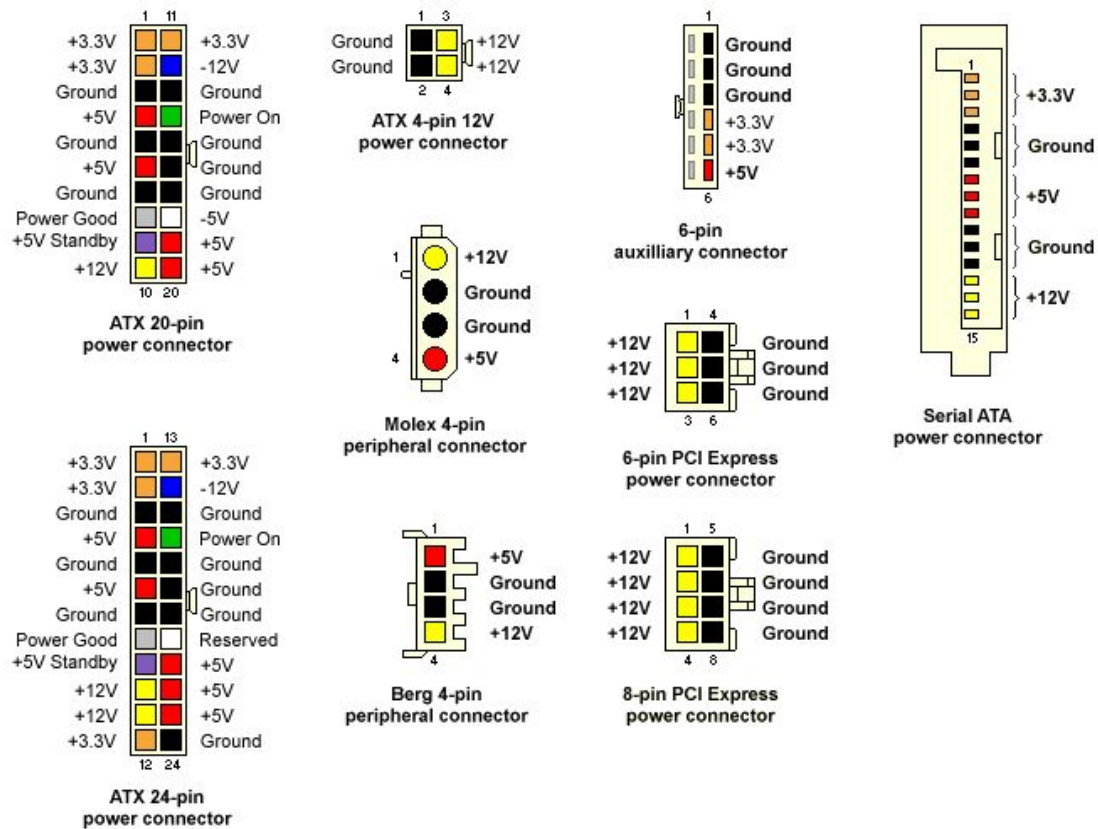 1 11
+3.3V +3.3V
+3.3V -12V
Ground Ground
+5V Power On
Ground Ground
+5V Ground
Ground Ground
Power Good -5V
+5V Standby +5V
+12V +5V
10 20
ATX 20-pin
power connector
1 13
+3.3V +3.3V
+3.3V -12V
Ground Ground
+5V Power On
Ground Ground
+5V Ground
Ground Ground
Power Good Reserved
+5V Standby +5V
+12V +5V
+12V +5V
+3.3V Ground
12 24
ATX 24-pin
power connector
1 3
Ground +12V
Ground +12V
2 4
ATX 4-pin 12V
power connector
1 +12V
Ground
Ground
4 +5V
Molex 4-pin
peripheral connector
1
+5V
Ground
Ground
+12V
4
Berg 4-pin
peripheral connector
1
Ground
Ground
Ground
+3.3V
+3.3V
+5V
6
6-pin
auxilliary connector
1 4
+12V Ground
+12V Ground
+12V Ground
3 6
6-pin PCI Express
power connector
1 5
+12V Ground
+12V Ground
+12V Ground
+12V Ground
4 8
8-pin PCI Express
power connector
1
+3.3V
Ground
+5V
Ground
+12V
15
Serial ATA
power connector